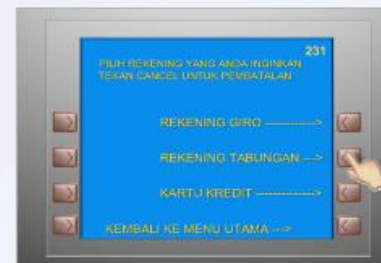 231
PILIH REKENING YANG ANDA INGINKAN
TEKAN CANCEL UNTUK PEMBATALAN
REKENING GIRO ------------->
REKENING TABUNGAN --->
KARTU KREDIT ------------->
KEMBALI KE MENU UTAMA --->